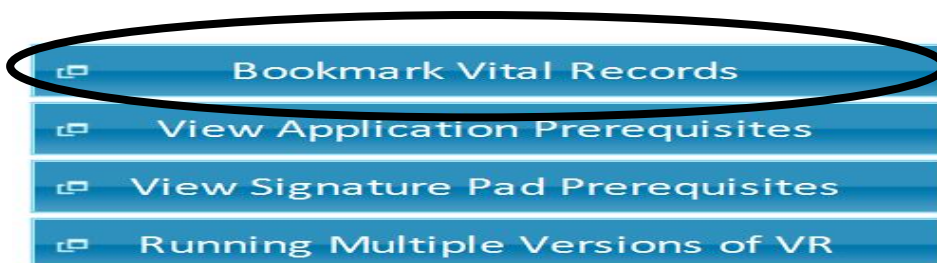 Bookmark Vital Records
View Application Prerequisites
View Signature Pad Prerequisites
Running Multiple Versions of VR